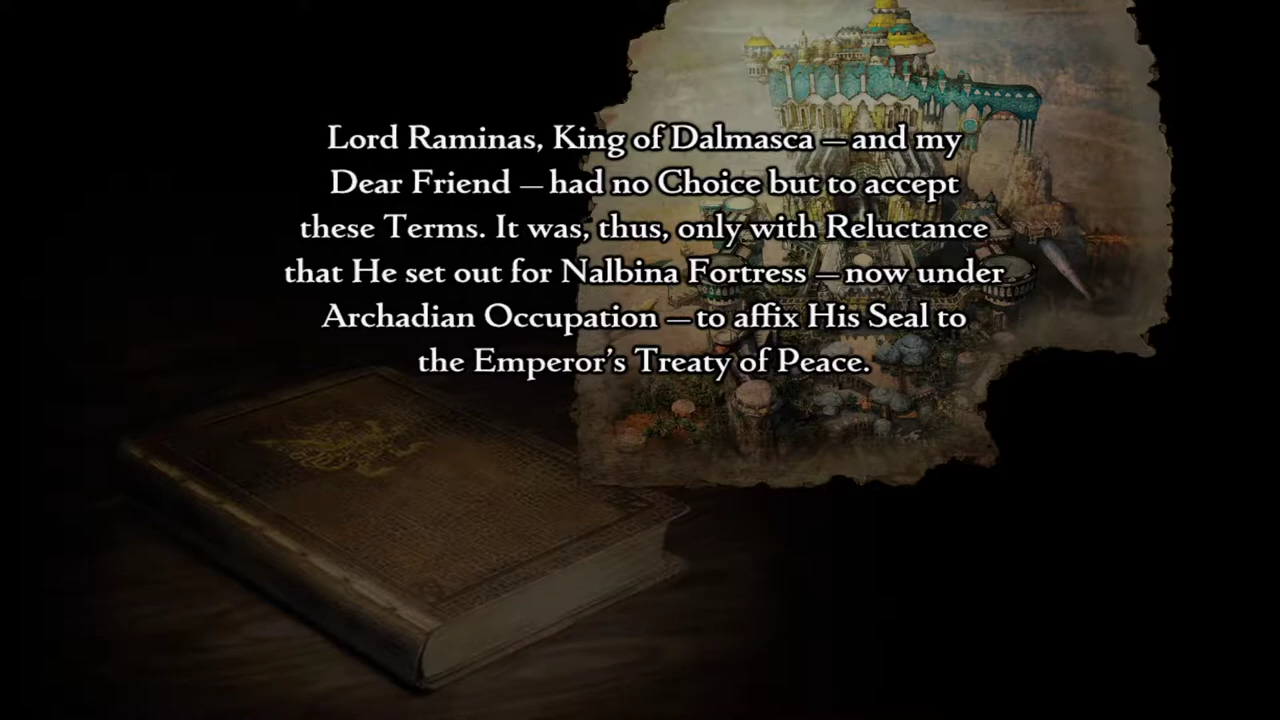 Lord Raminas, King of Dalmasca — and my
Dear Friend — had no Choice but to accept
these Terms. It was, thus, only with Reluctance
that He set out for Nalbina Fortress — now under
Archadian Occupation — to affix His Seal to
the Emperor's Treaty of Peace.